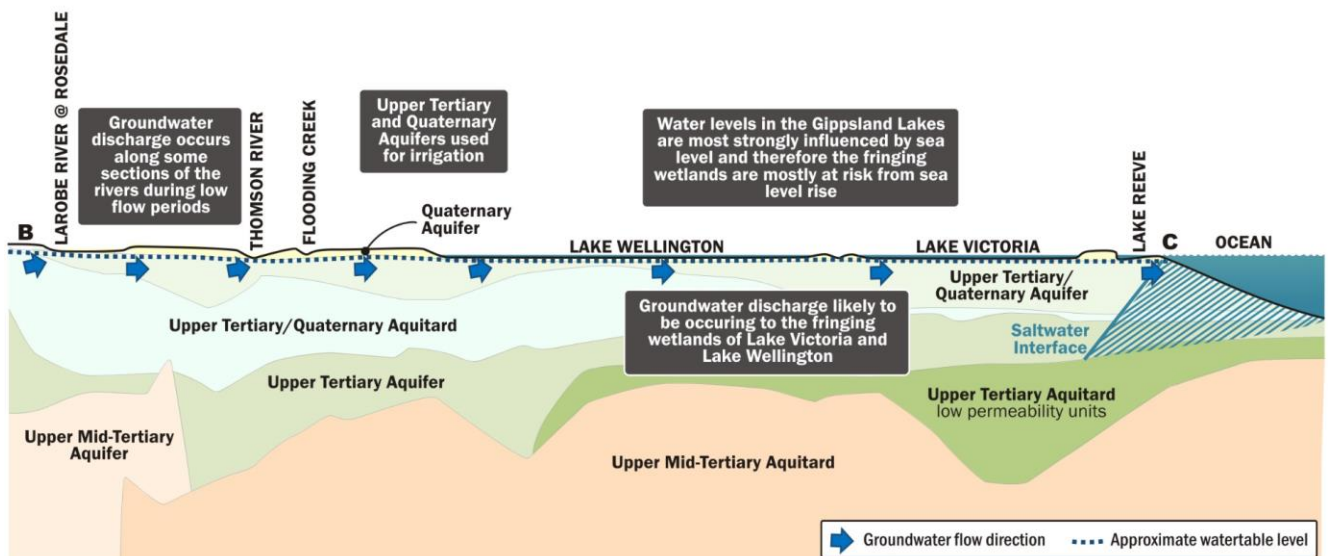 LAROBE RIVER @ ROSEDALE
Groundwater
discharge occurs
along some
sections of the
rivers during low
flow periods
THOMSON RIVER
FLOODING CREEK
Upper Tertiary
and Quaternary
Aquifers used
for irrigation
Water levels in the Gippsland Lakes
are most strongly influenced by sea
level and therefore the fringing
wetlands are mostly at risk from sea
level rise
LAKE REEVE
Quaternary
Aquifer
B
LAKE WELLINGTON
LAKE VICTORIA
C
OCEAN
Upper Tertiary/
Quaternary Aquifer
Groundwater discharge likely to
be occuring to the fringing
wetlands of Lake Victoria and
Lake Wellington
Upper Tertiary/Quaternary Aquitard
Saltwater
Interface
Upper Tertiary Aquifer
Upper Tertiary Aquitard
low permeability units
Upper Mid-Tertiary
Aquifer
Upper Mid-Tertiary Aquitard
Groundwater flow direction
Approximate watertable level